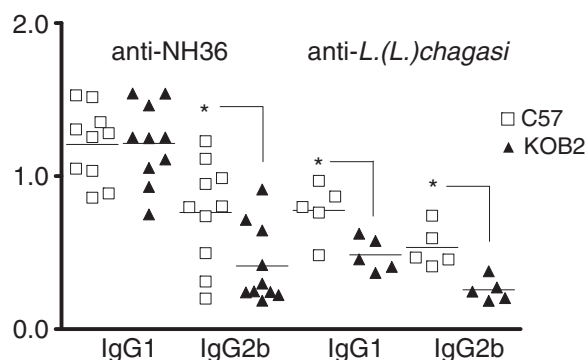 2.0
anti-NH36 anti-L.(L.)chagasi
* C57
KOB2
* *
1.0
0.0
IgG1 IgG2b IgG1 IgG2b